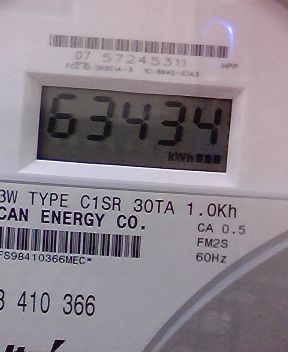 07 57245311
HPP
63434
kWh
3W TYPE C1SR 30TA 1.0Kh
CAN ENERGY CO.
CA 0.5
FM2S
60Hz
FS98410366MEC*
410 366